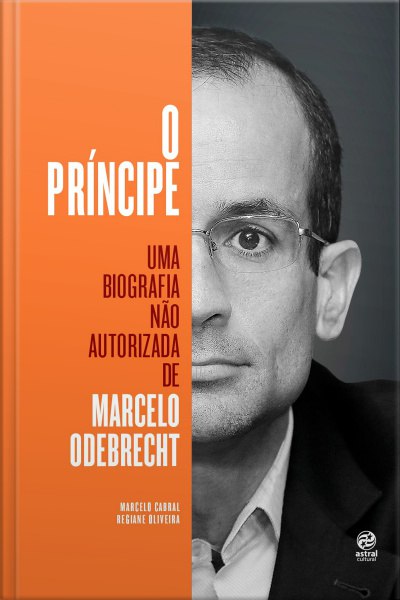 O
PRÍNCIPE
UMA
BIOGRAFIA
NÃO
AUTORIZADA
DE
MARCELO
ODEBRECHT
MARCELO CABRAL
REGIANE OLIVEIRA
astral
cultural